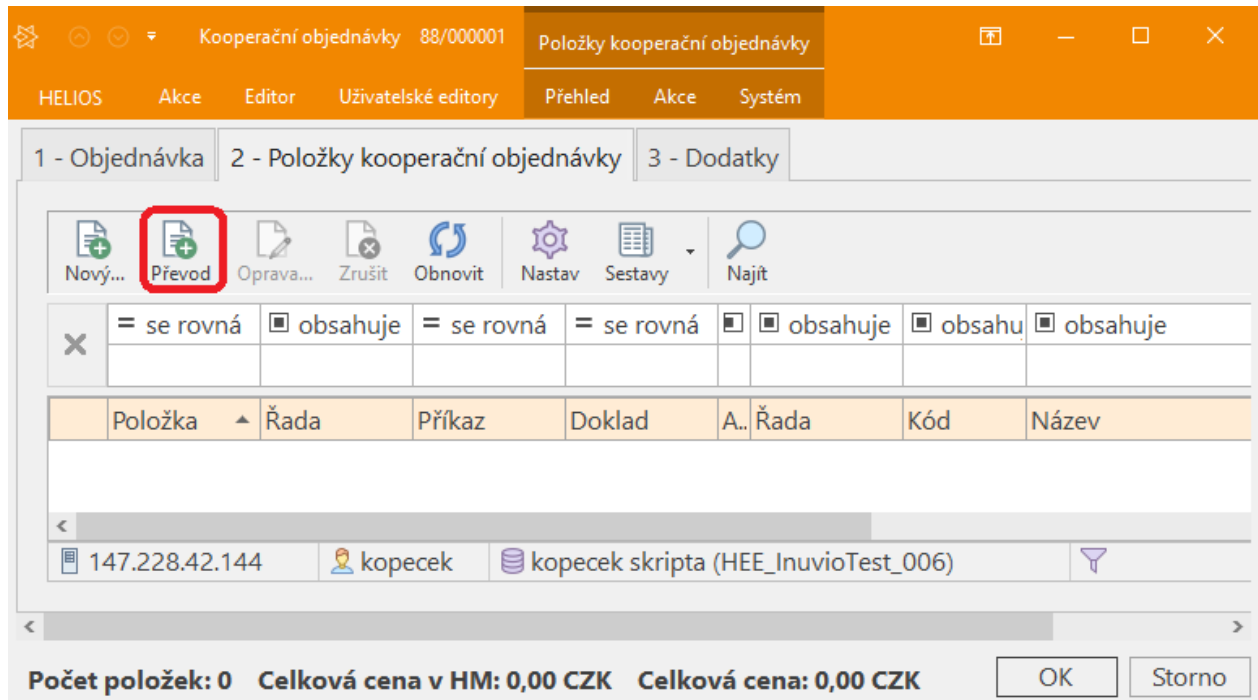 Kooperační objednávky 88/000001 Položky kooperační objednávky
HELIOS Akce Editor Uživatelské editory Přehled Akce Systém
1 - Objednávka 2 - Položky kooperační objednávky 3 - Dodatky
Nový... Převod Oprava... Zrušit Obnovit Nastav Sestavy Najít
= se rovná obsahuje = se rovná = se rovná obsahuje obsahu obsahuje
Položka Řada Příkaz Doklad A.. Řada Kód Název
147.228.42.144 kopecek kopecek skripta (HEE_InuvioTest_006)
Počet položek: 0 Celková cena v HM: 0,00 CZK Celková cena: 0,00 CZK OK Storno